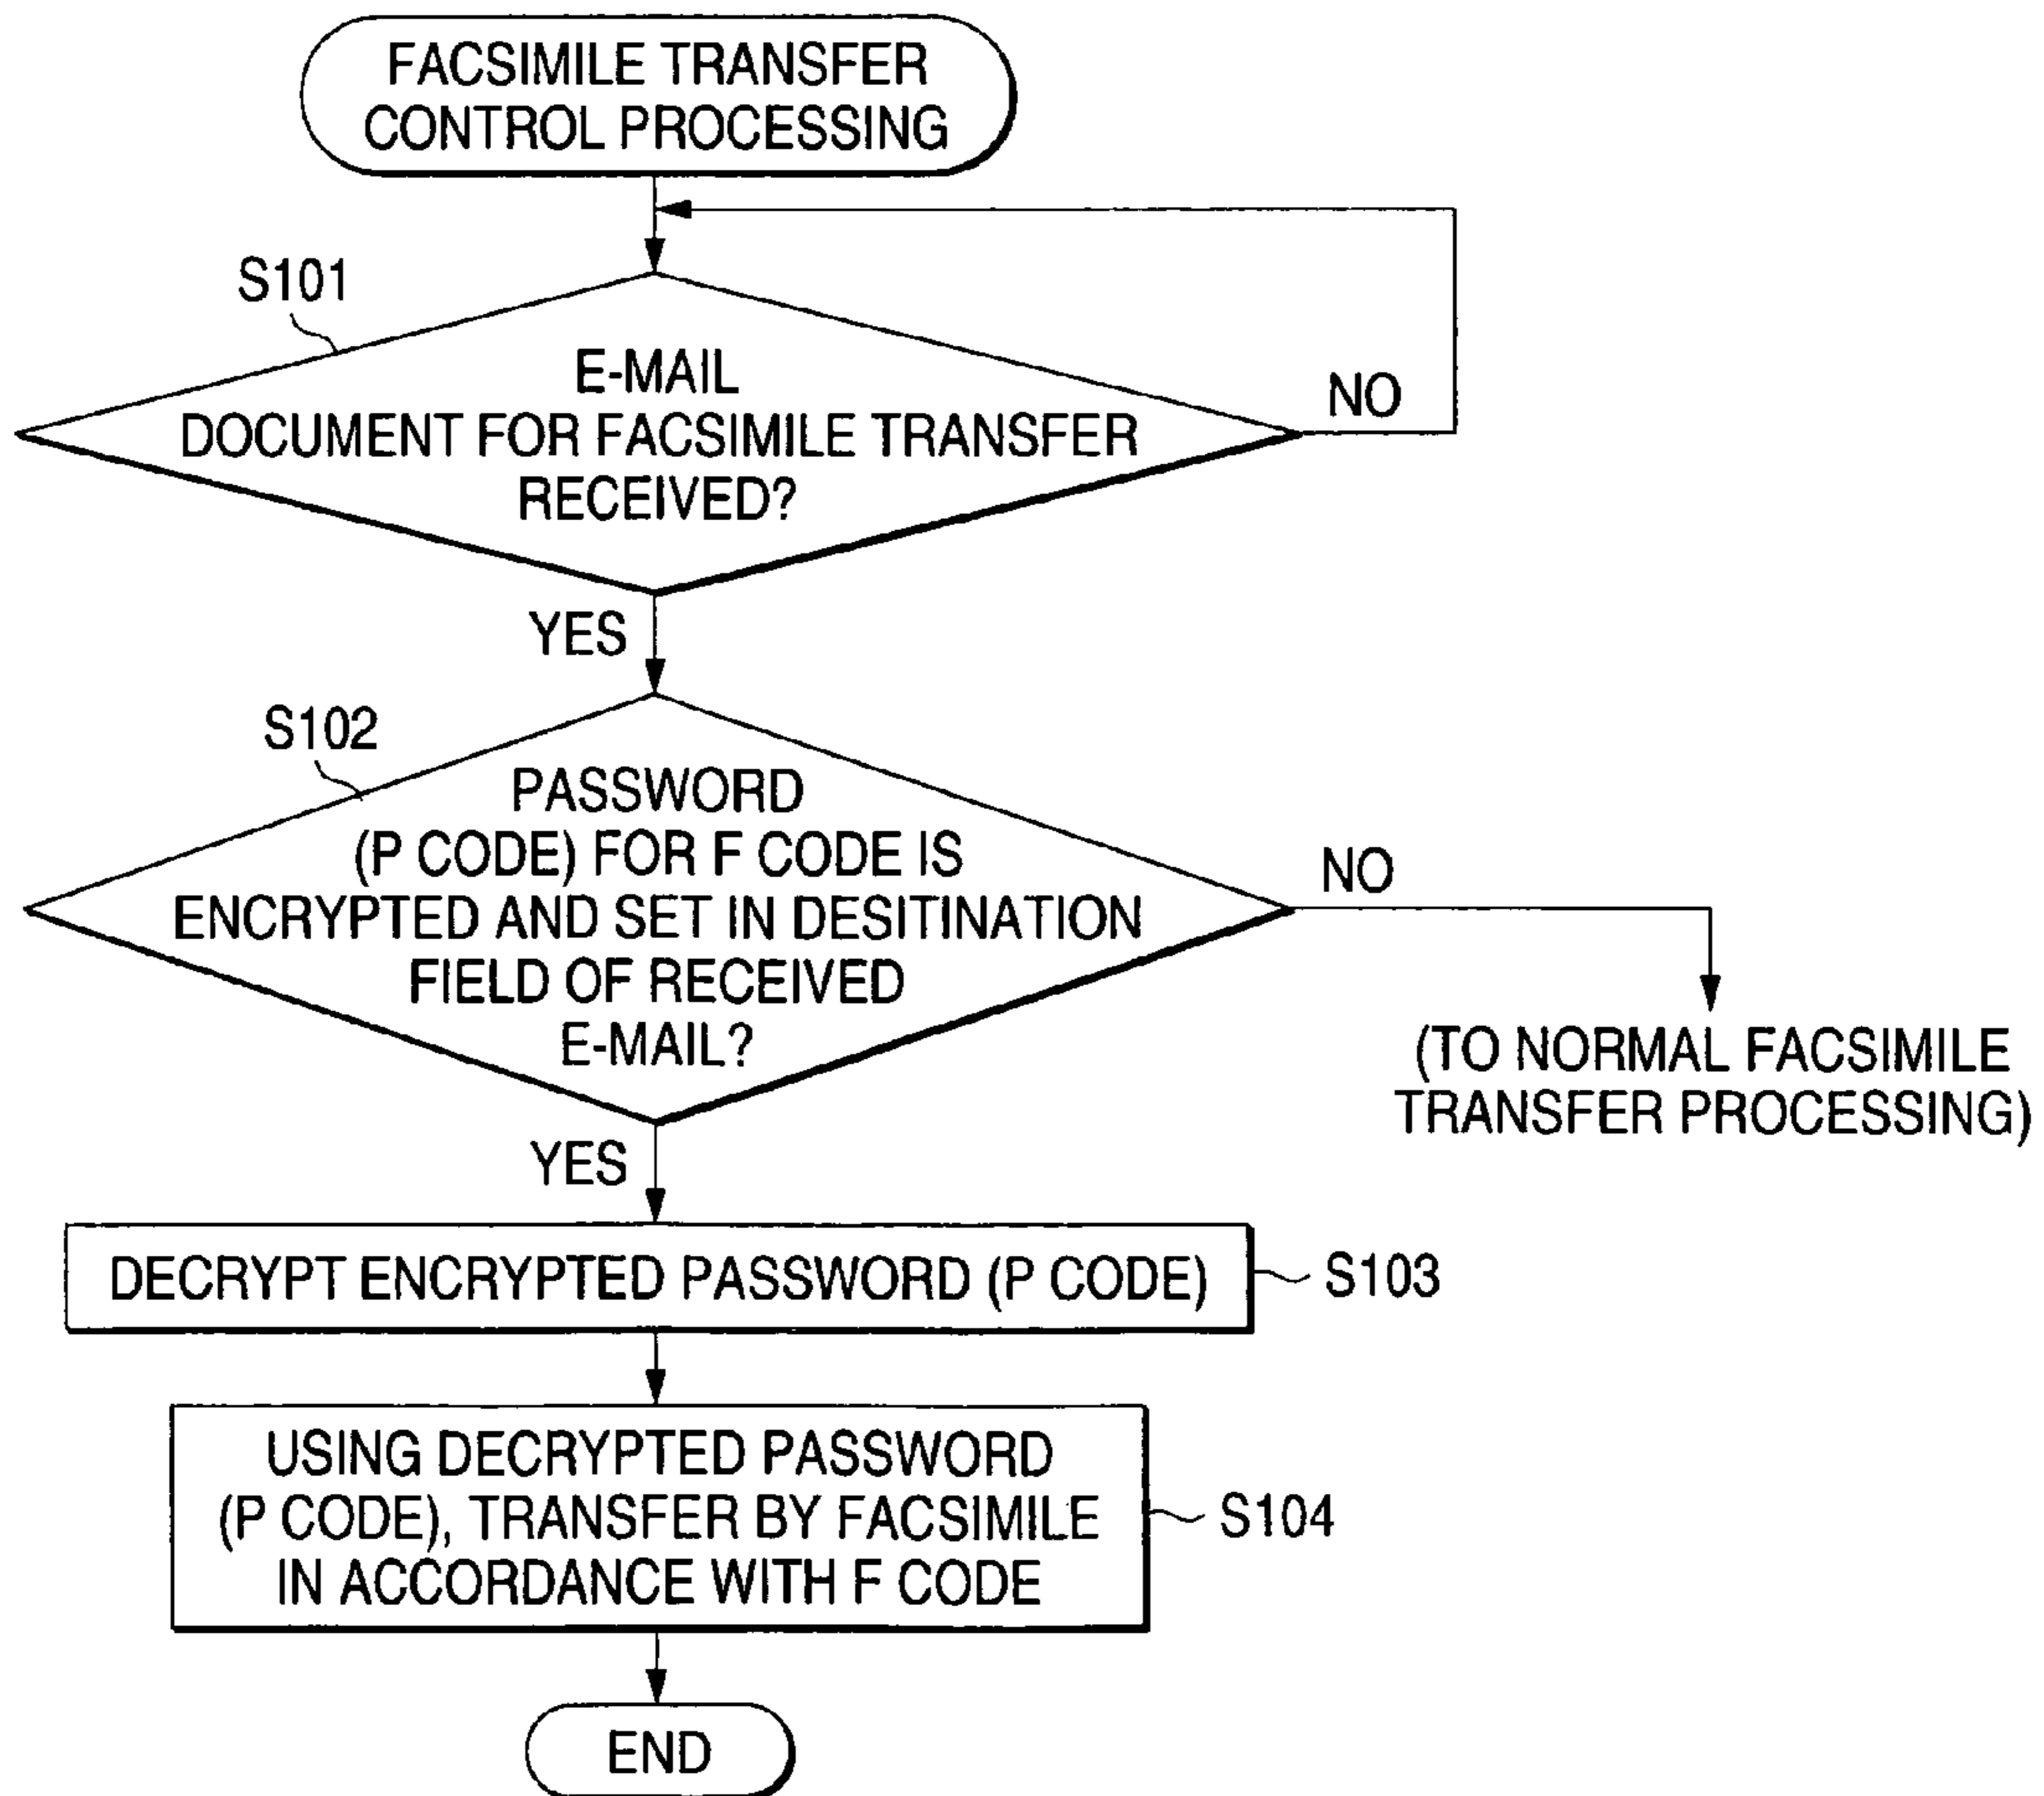 FACSIMILE TRANSFER
CONTROL PROCESSING
S101
E-MAIL
DOCUMENT FOR FACSIMILE TRANSFER
RECEIVED?
NO
YES
S102
PASSWORD
(P CODE) FOR F CODE IS
ENCRYPTED AND SET IN DESITINATION
FIELD OF RECEIVED
E-MAIL?
NO
(TO NORMAL FACSIMILE
TRANSFER PROCESSING)
YES
DECRYPT ENCRYPTED PASSWORD (P CODE)
S103
USING DECRYPTED PASSWORD
(P CODE), TRANSFER BY FACSIMILE
IN ACCORDANCE WITH F CODE
S104
END